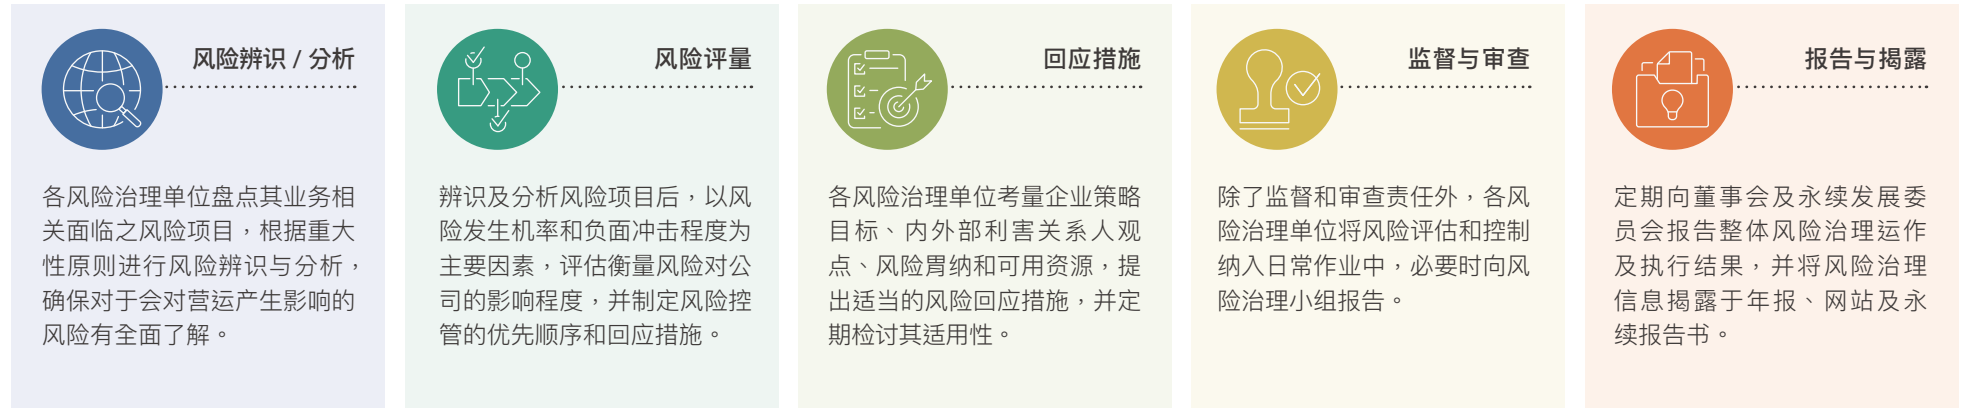 风险辨识 / 分析
各风险治理单位盘点其业务相
关面临之风险项目，根据重大
性原则进行风险辨识与分析，
确保对于会对营运产生影响的
风险有全面了解。
风险评量
辨识及分析风险项目后，以风
险发生机率和负面冲击程度为
主要因素，评估衡量风险对公
司的影响程度，并制定风险控
管的优先顺序和回应措施。
回应措施
各风险治理单位考量企业策略
目标、内外部利害关系人观
点、风险胃纳和可用资源，提
出适当的风险回应措施，并定
期检讨其适用性。
监督与审查
除了监督和审查责任外，各风
险治理单位将风险评估和控制
纳入日常作业中，必要时向风
险治理小组报告。
报告与揭露
定期向董事会及永续发展委
员会报告整体风险治理运作
及执行结果，并将风险治理
信息揭露于年报、网站及永
续报告书。